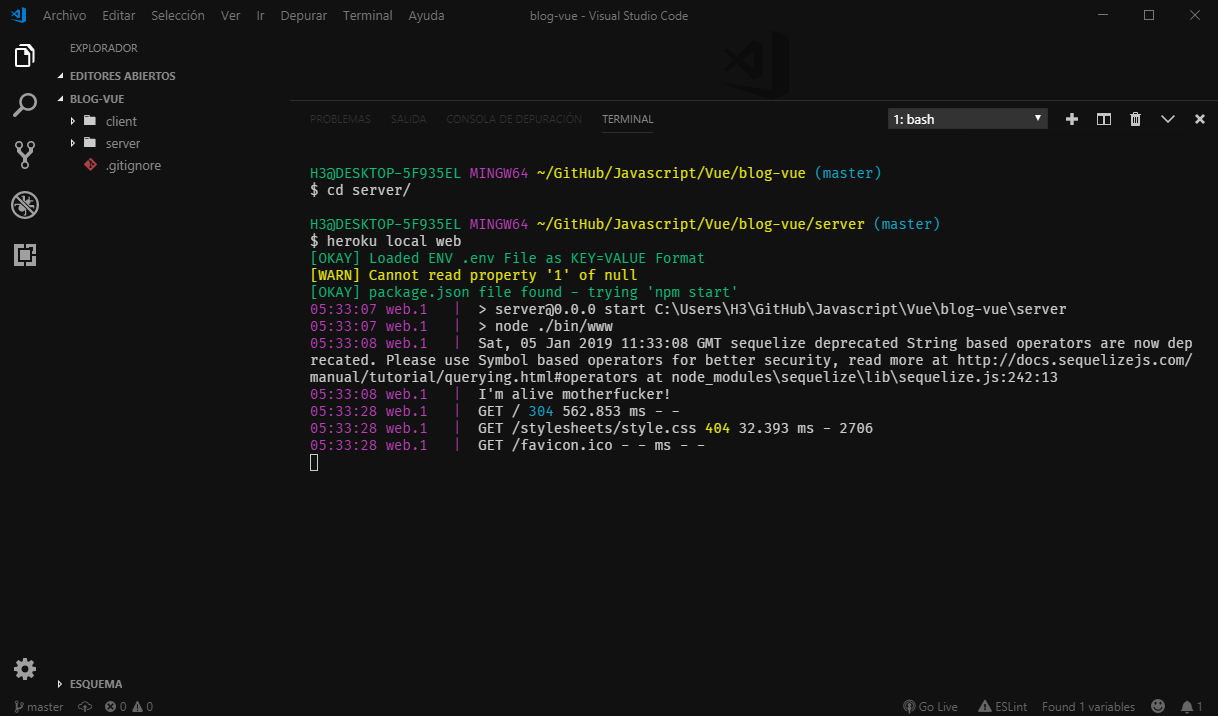 Archivo Editar Selección Ver Ir Depurar Terminal Ayuda blog-vue - Visual Studio Code
EXPLORADOR
EDITORES ABIERTOS
BLOG-VUE
client
server
.gitignore
PROBLEMAS SALIDA CONSOLA DE DEPURACIÓN TERMINAL 1: bash
H3@DESKTOP-5F935EL MINGW64 ~/GitHub/Javascript/Vue/blog-vue (master)
$ cd server/
H3@DESKTOP-5F935EL MINGW64 ~/GitHub/Javascript/Vue/blog-vue/server (master)
$ heroku local web
[OKAY] Loaded ENV .env File as KEY=VALUE Format
[WARN] Cannot read property '1' of null
[OKAY] package.json file found - trying 'npm start'
05:33:07 web.1 | > server@0.0.0 start C:\Users\H3\GitHub\Javascript\Vue\blog-vue\server
05:33:07 web.1 | > node ./bin/www
05:33:08 web.1 | Sat, 05 Jan 2019 11:33:08 GMT sequelize deprecated String based operators are now dep
recated. Please use Symbol based operators for better security, read more at http://docs.sequelizejs.com/
manual/tutorial/querying.html#operators at node_modules\sequelize\lib\sequelize.js:242:13
05:33:08 web.1 | I'm alive motherfucker!
05:33:28 web.1 | GET / 304 562.853 ms - -
05:33:28 web.1 | GET /stylesheets/style.css 404 32.393 ms - 2706
05:33:28 web.1 | GET /favicon.ico - - ms - -
ESQUEMA
master 0 0 Go Live ESLint Found 1 variables 1